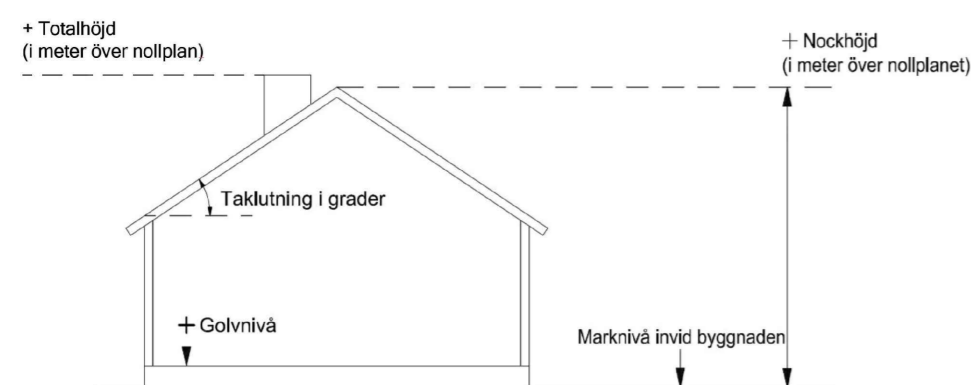 + Totalhöjd
(i meter över nollplan)
+ Nockhöjd
(i meter över nollplanet)
Taklutning i grader
+ Golvnivå
Marknivå invid byggnaden